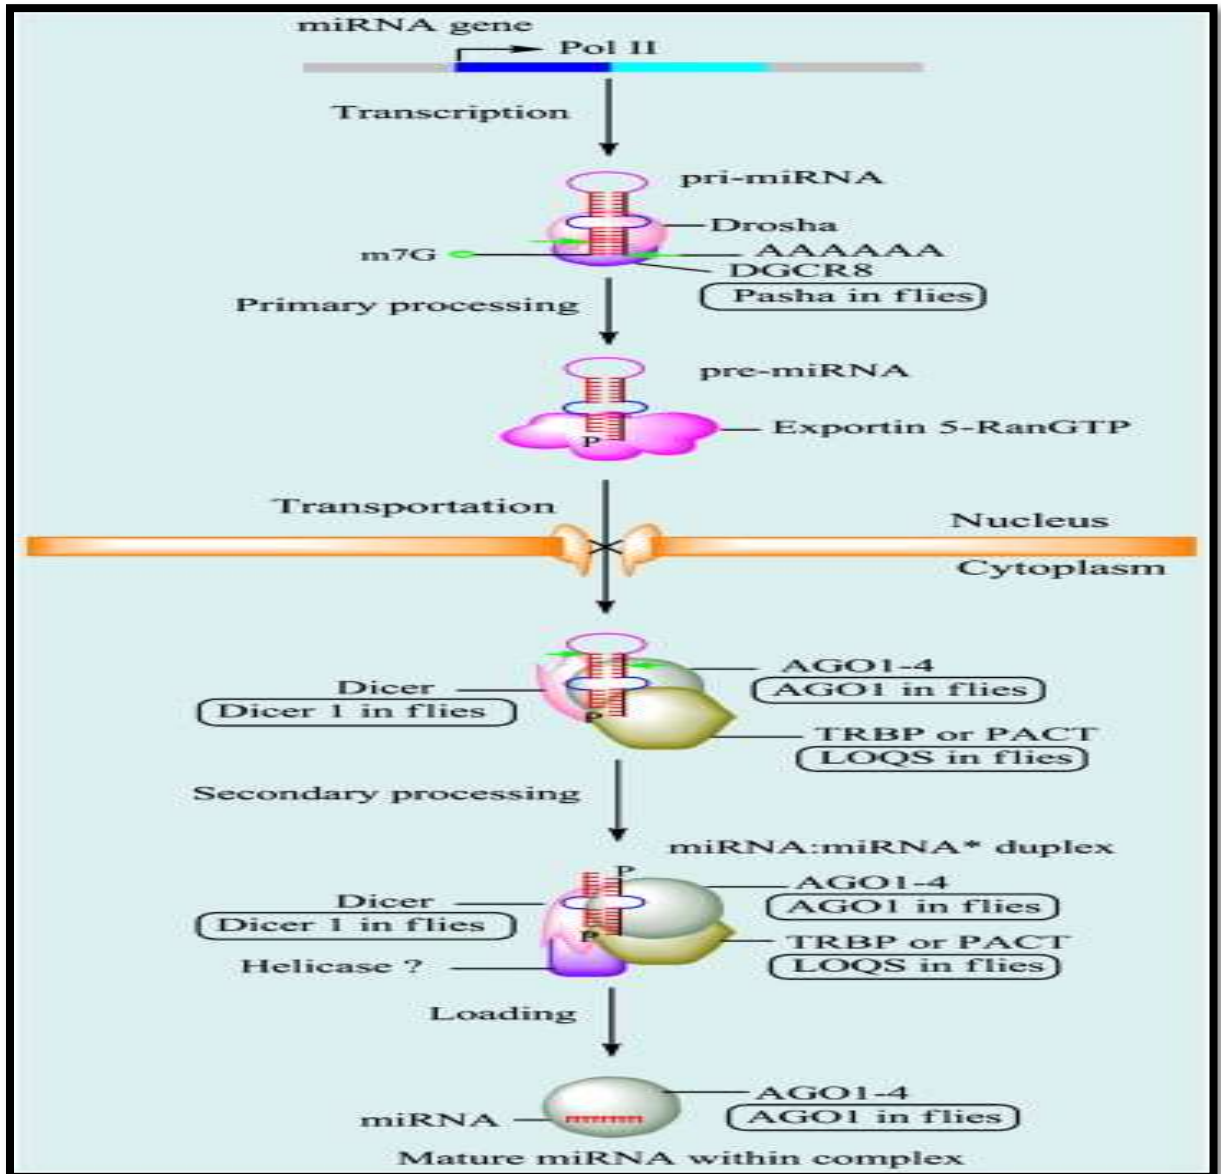 miRNA gene
Pol II
Transcription
pri-miRNA
Drosha
m7G
AAAAAA
DGCR8
Pasha in flies
Primary processing
pre-miRNA
P
Exportin 5-RanGTP
Transportation
Nucleus
Cytoplasm
Dicer
Dicer 1 in flies
AGO1-4
AGO1 in flies
P
TRBP or PACT
LOQS in flies
Secondary processing
miRNA:miRNA* duplex
P
AGO1-4
AGO1 in flies
Dicer
Dicer 1 in flies
P
TRBP or PACT
LOQS in flies
Helicase ?
Loading
AGO1-4
AGO1 in flies
miRNA
Mature miRNA within complex